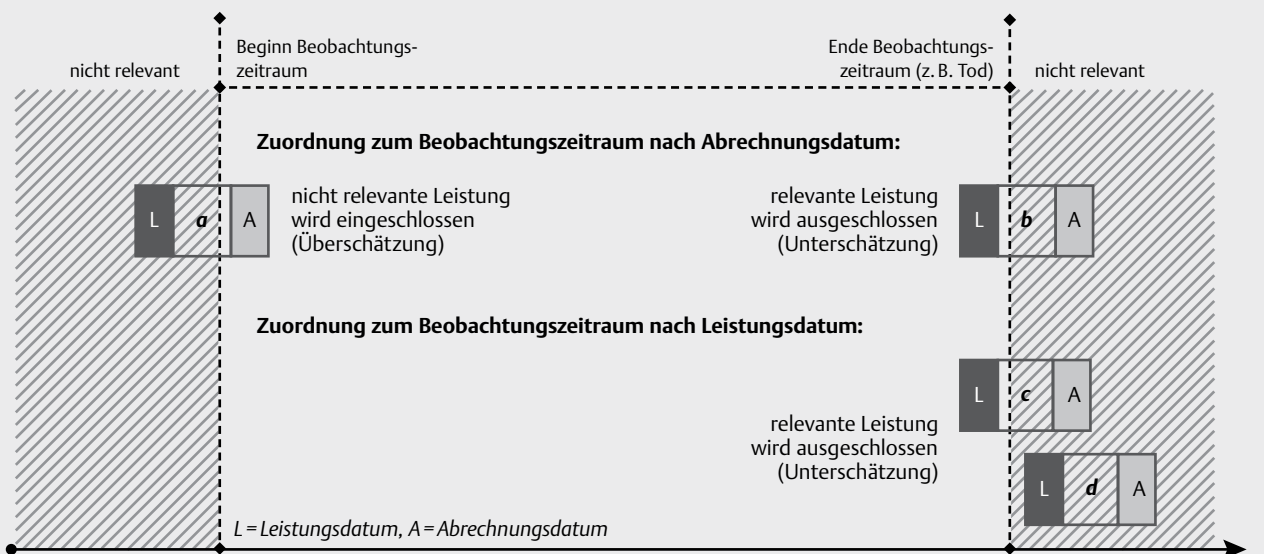 Beginn Beobachtungs-
zeitraum
Ende Beobachtungs-
zeitraum (z. B. Tod)
nicht relevant
nicht relevant
Zuordnung zum Beobachtungszeitraum nach Abrechnungsdatum:
L a A
nicht relevante Leistung
wird eingeschlossen
(Überschätzung)
relevante Leistung
wird ausgeschlossen
(Unterschätzung)
L b A
Zuordnung zum Beobachtungszeitraum nach Leistungsdatum:
L c A
relevante Leistung
wird ausgeschlossen
(Unterschätzung)
L d A
L = Leistungsdatum, A = Abrechnungsdatum